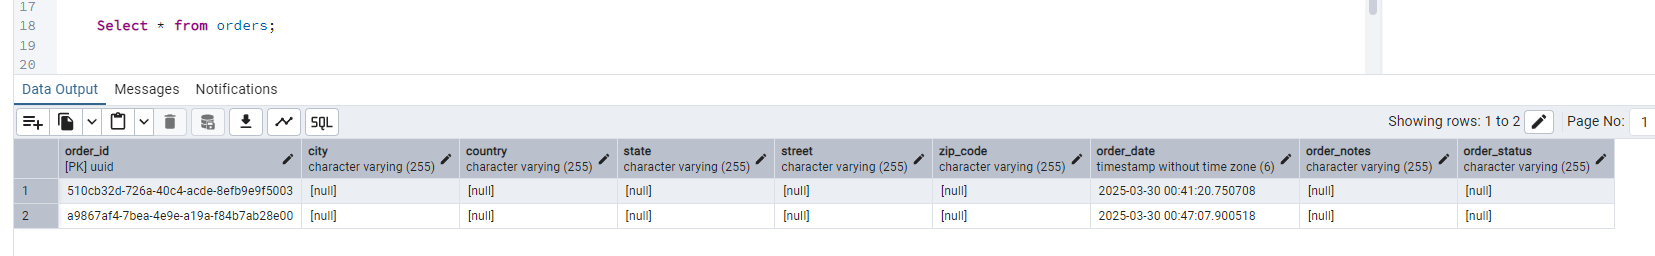 17
18 Select * from orders;
19
20
Data Output Messages Notifications
SQL Showing rows: 1 to 2 Page No: 1
order_id city country state street zip_code order_date order_notes order_status
[PK] uuid character varying (255) character varying (255) character varying (255) character varying (255) character varying (255) timestamp without time zone (6) character varying (255) character varying (255)
1 510cb32d-726a-40c4-acde-8efb9e9f5003 [null] [null] [null] [null] [null] 2025-03-30 00:41:20.750708 [null] [null]
2 a9867af4-7bea-4e9e-a19a-f84b7ab28e00 [null] [null] [null] [null] [null] 2025-03-30 00:47:07.900518 [null] [null]